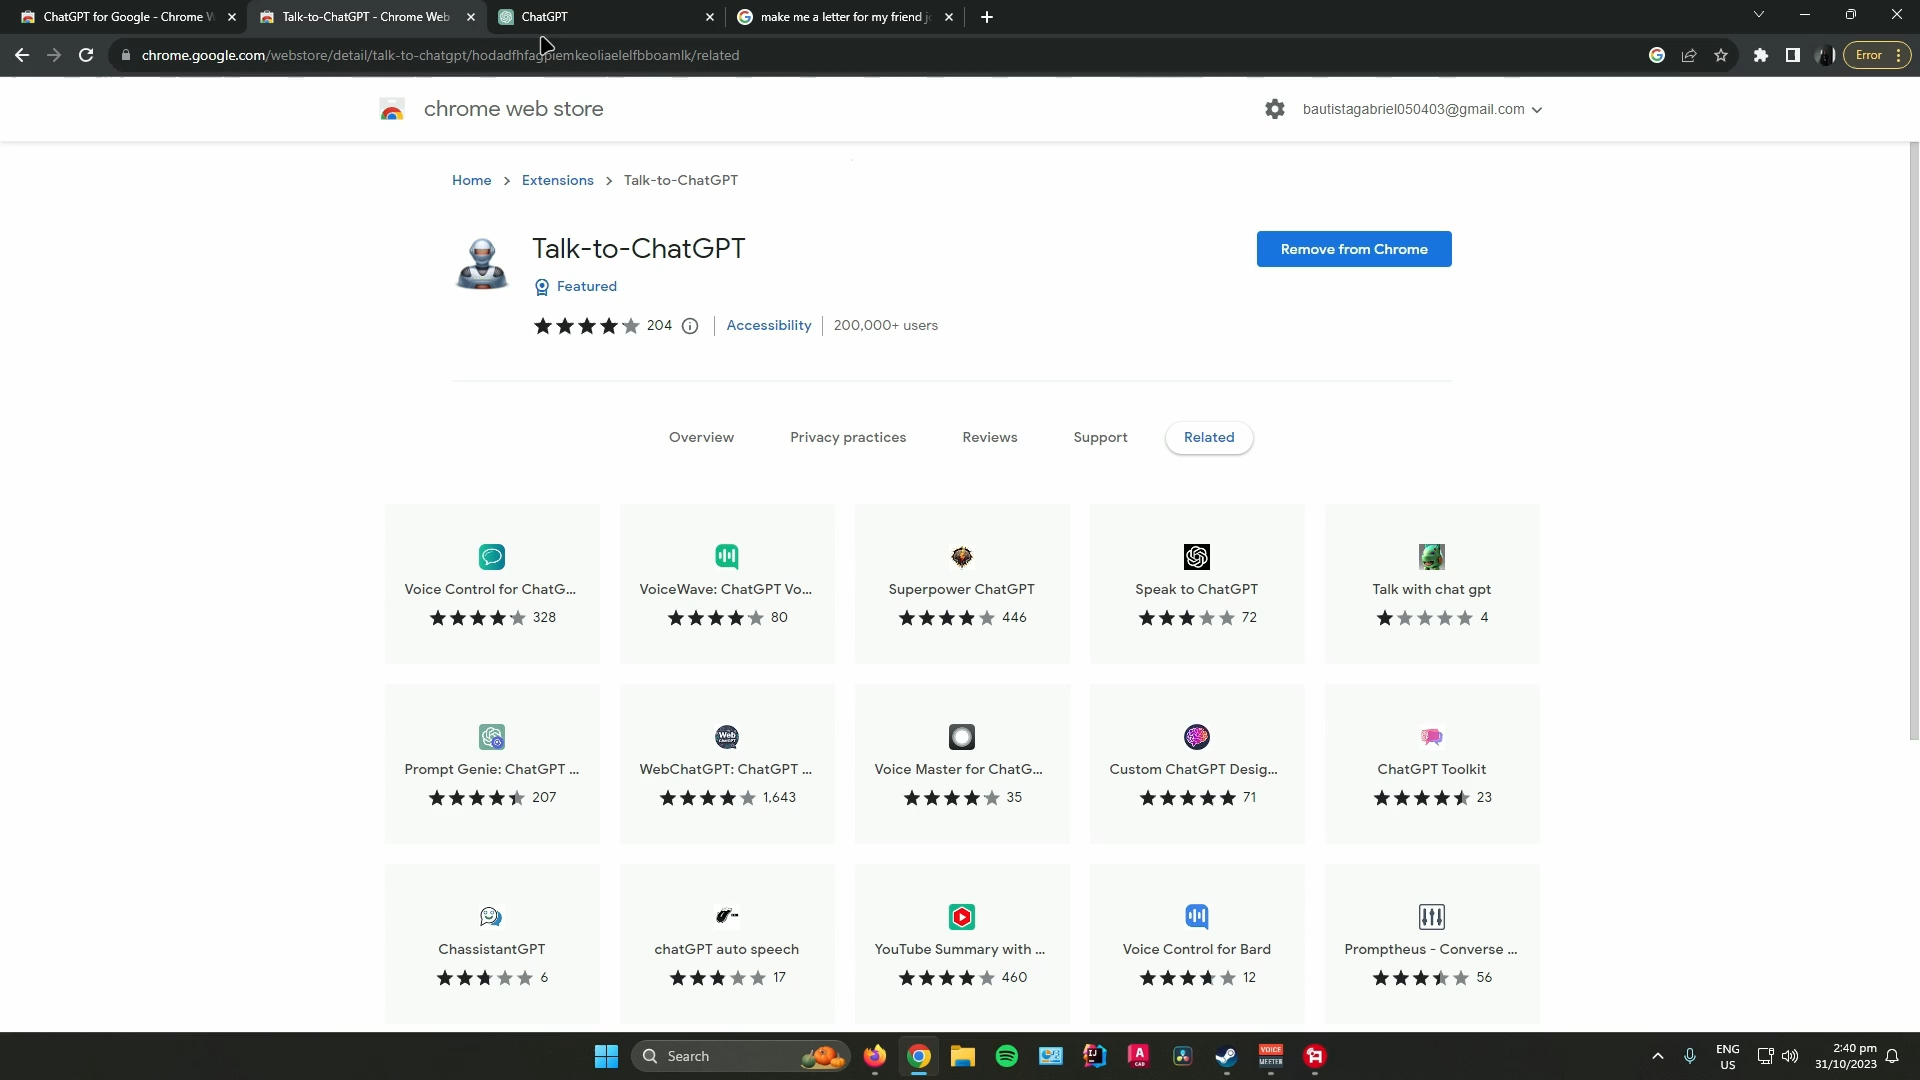 ChatGPT for Google - Chrome W
Talk-to-ChatGPT - Chrome Web
ChatGPT
make me a letter for my friend jo
chrome.google.com/webstore/detail/talk-to-chatgpt/hodadfhfagpiemkeoliaelelfbboamlk/related
Error
chrome web store
bautistagabriel050403@gmail.com
Home > Extensions > Talk-to-ChatGPT
Talk-to-ChatGPT
Remove from Chrome
Featured
204
Accessibility
200,000+ users
Overview
Privacy practices
Reviews
Support
Related
Voice Control for ChatG...
328
VoiceWave: ChatGPT Vo...
80
Superpower ChatGPT
446
Speak to ChatGPT
72
Talk with chat gpt
4
Prompt Genie: ChatGPT ...
207
WebChatGPT: ChatGPT ...
1,643
Voice Master for ChatG...
35
Custom ChatGPT Desig...
71
ChatGPT Toolkit
23
ChassistantGPT
6
chatGPT auto speech
17
YouTube Summary with ...
460
Voice Control for Bard
12
Promptheus - Converse ...
56
Search
ENG
US
2:40 pm
31/10/2023